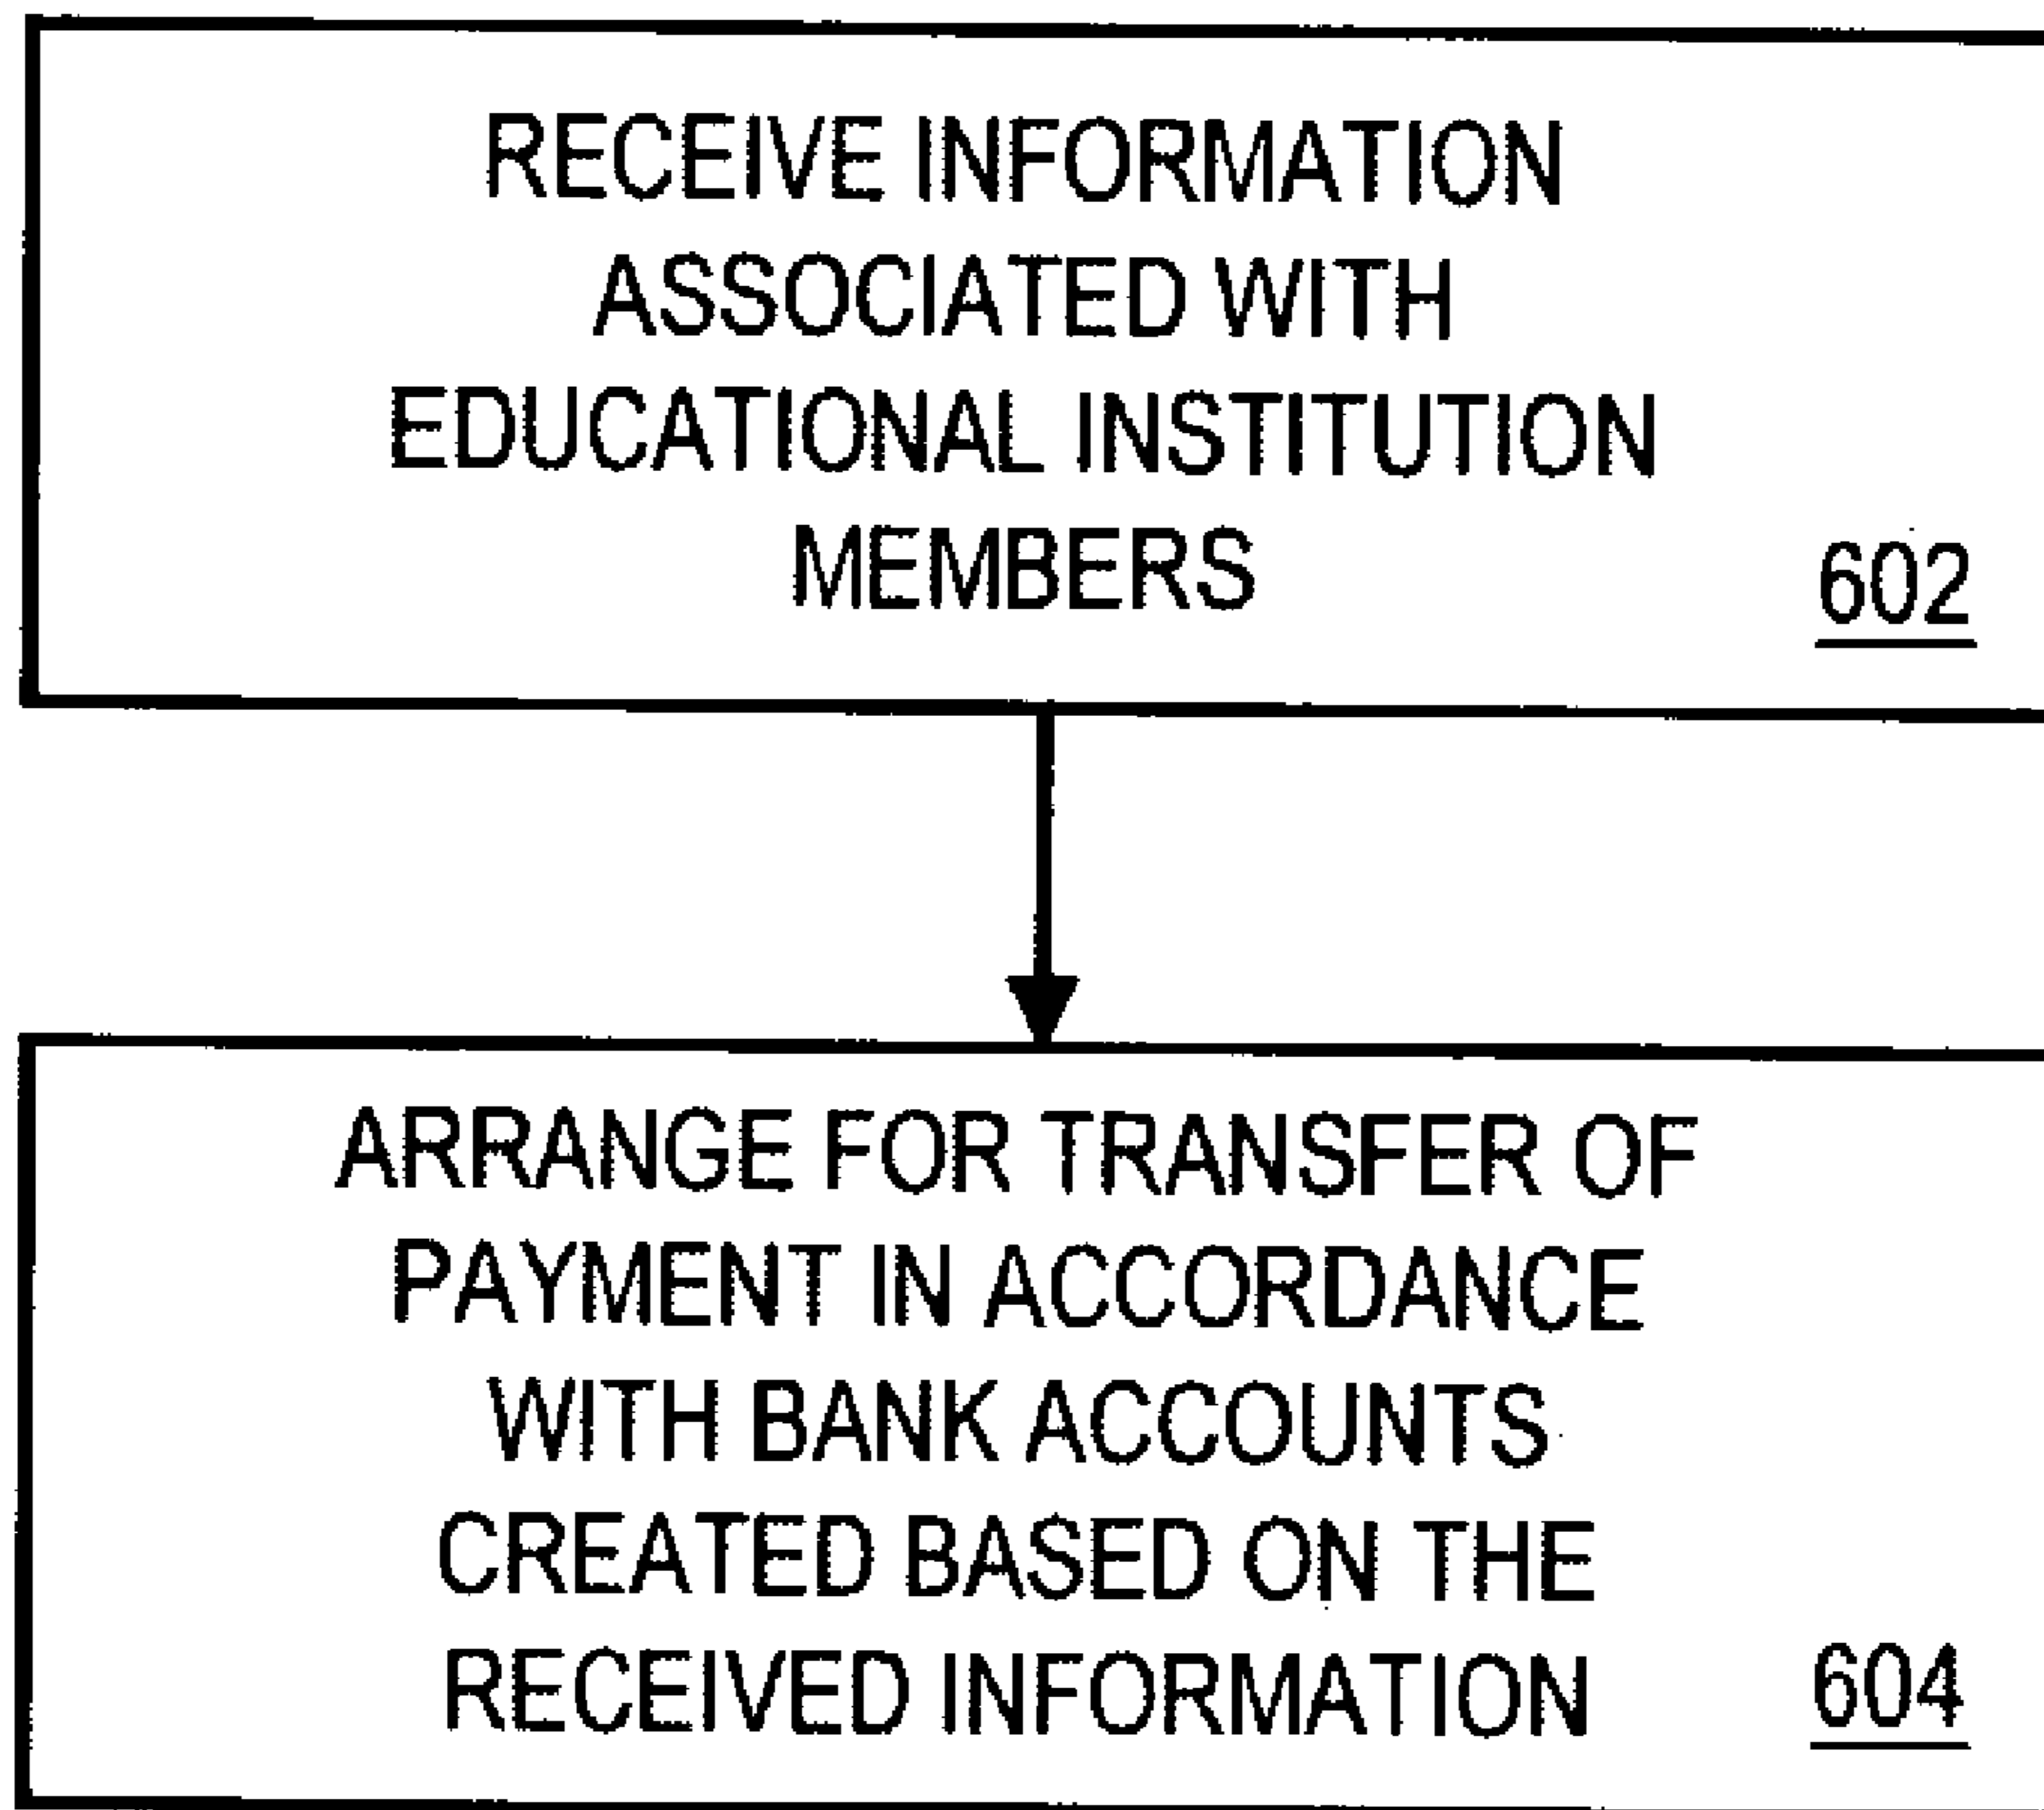 RECEIVE INFORMATION
ASSOCIATED WITH
EDUCATIONAL INSTITUTION
MEMBERS
602
ARRANGE FOR TRANSFER OF
PAYMENT IN ACCORDANCE
WITH BANK ACCOUNTS
CREATED BASED ON THE
RECEIVED INFORMATION
604